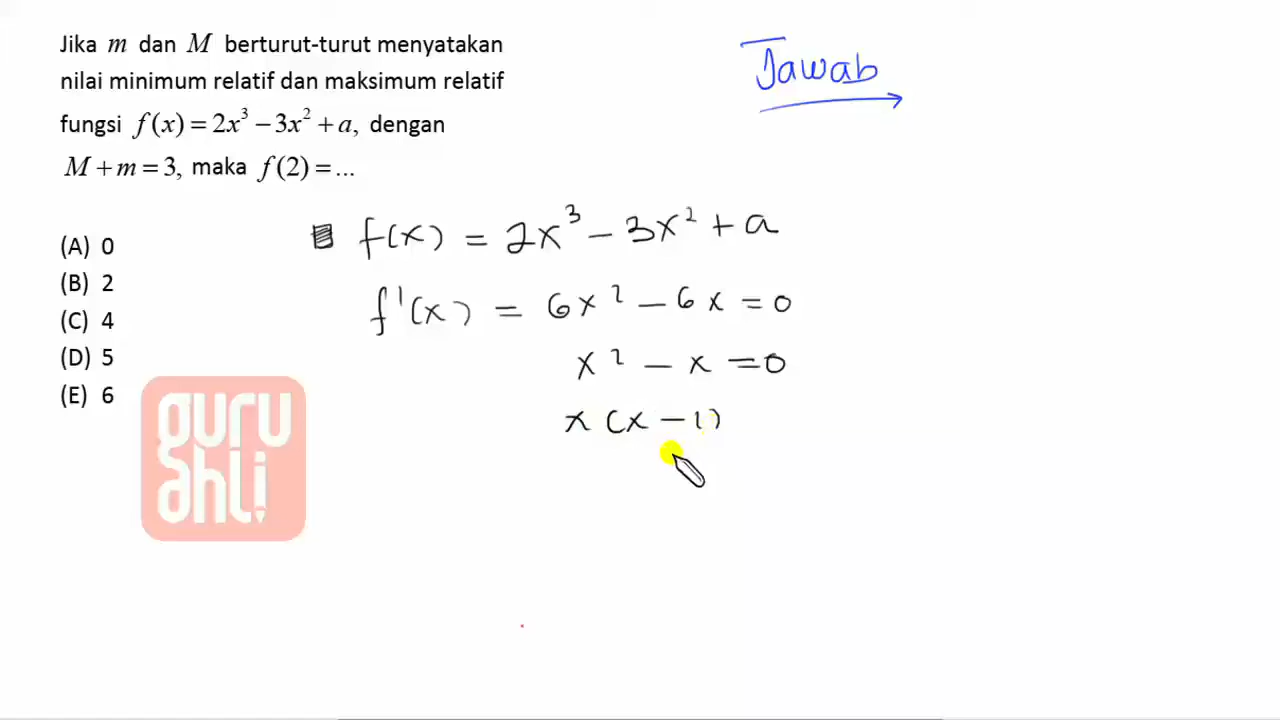 Jika m dan M berturut-turut menyatakan
nilai minimum relatif dan maksimum relatif
fungsi f(x) = 2x³ − 3x² + a, dengan
M + m = 3, maka f(2) = ...
(A) 0
(B) 2
(C) 4
(D) 5
(E) 6
Jawab
f(x) = 2x³ − 3x² + a
f'(x) = 6x² − 6x = 0
x² − x = 0
x (x − 1)
guru
ahli